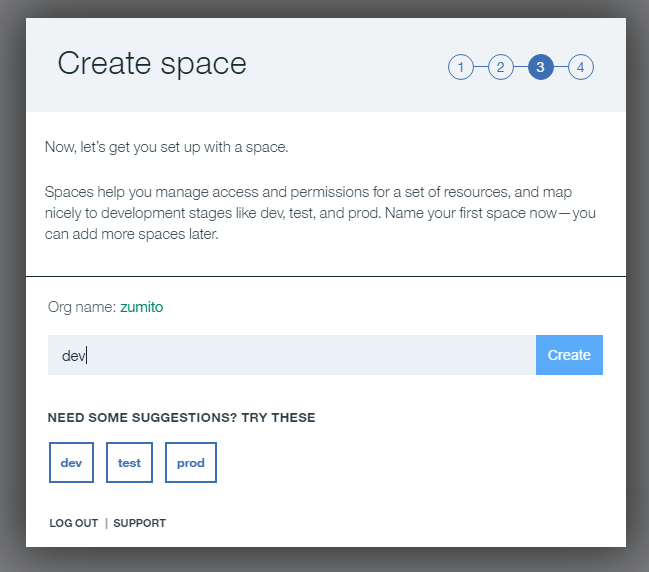 Create space
1 2 3 4
Now, let's get you set up with a space.
Spaces help you manage access and permissions for a set of resources, and map
nicely to development stages like dev, test, and prod. Name your first space now—you
can add more spaces later.
Org name: zumito
dev
Create
NEED SOME SUGGESTIONS? TRY THESE
dev test prod
LOG OUT | SUPPORT